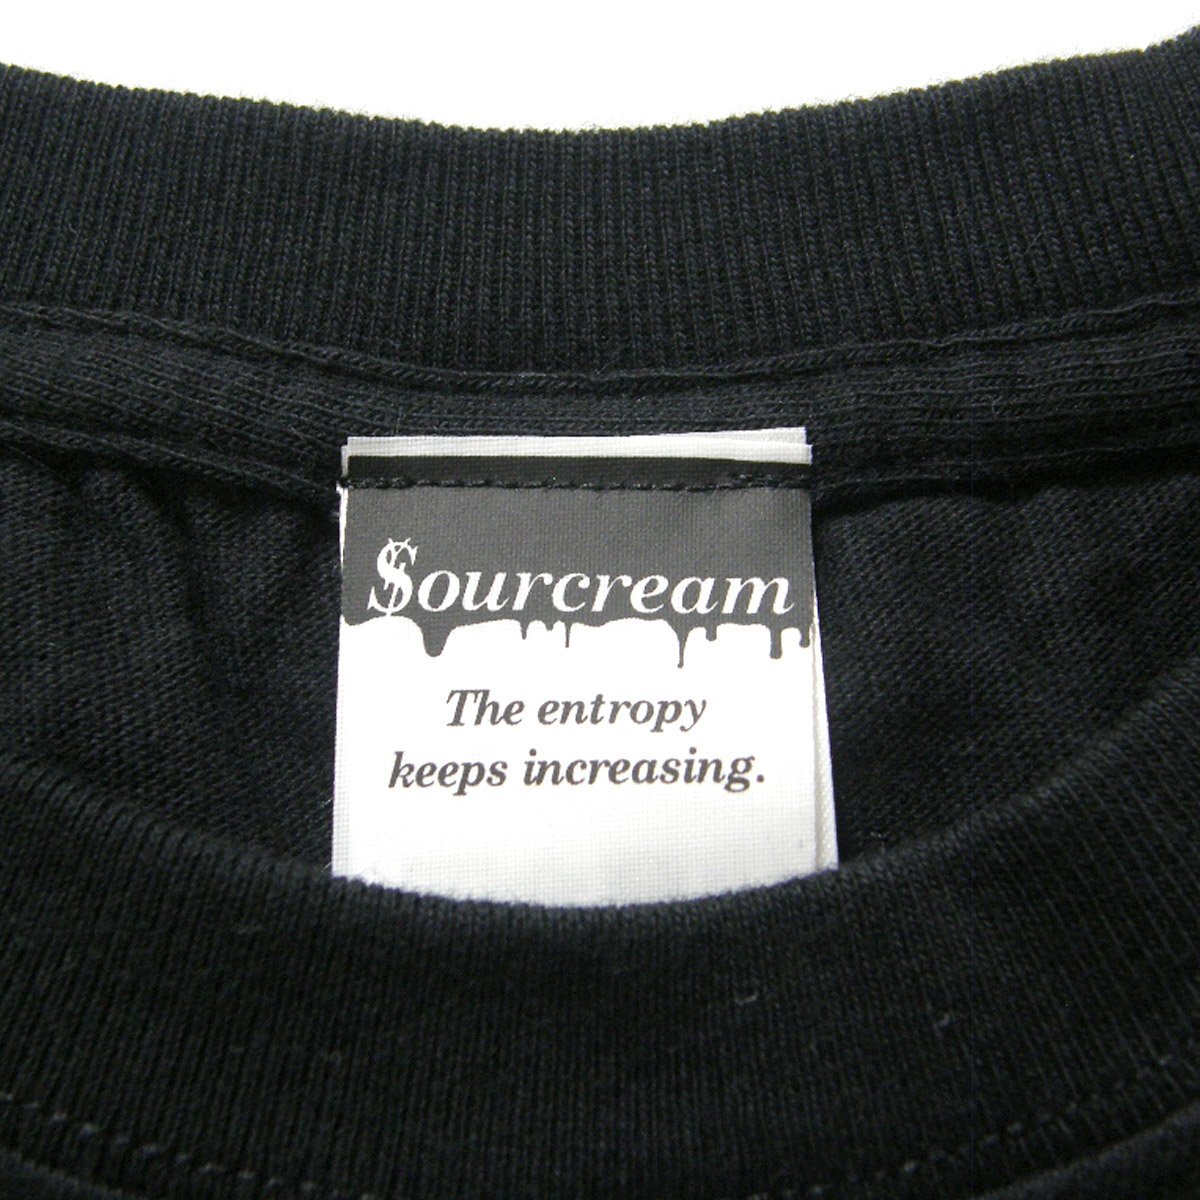 $ourcream
The entropy
keeps increasing.